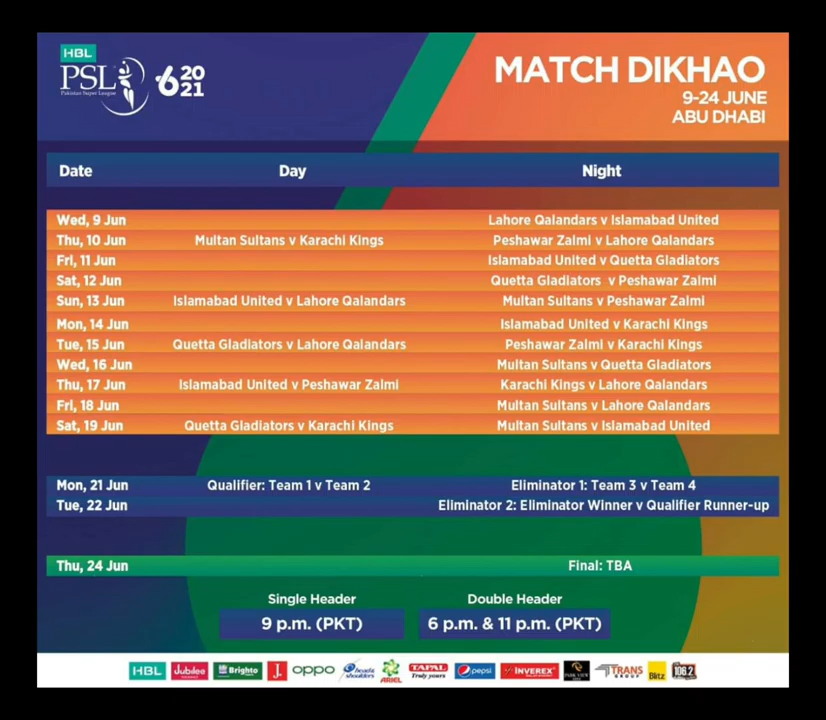 HBL
PSL 6 20
Pakistan Super League 21
MATCH DIKHAO
9-24 JUNE
ABU DHABI
Date Day Night
Wed, 9 Jun Lahore Qalandars v Islamabad United
Thu, 10 Jun Multan Sultans v Karachi Kings Peshawar Zalmi v Lahore Qalandars
Fri, 11 Jun Islamabad United v Quetta Gladiators
Sat, 12 Jun Quetta Gladiators v Peshawar Zalmi
Sun, 13 Jun Islamabad United v Lahore Qalandars Multan Sultans v Peshawar Zalmi
Mon, 14 Jun Islamabad United v Karachi Kings
Tue, 15 Jun Quetta Gladiators v Lahore Qalandars Peshawar Zalmi v Karachi Kings
Wed, 16 Jun Multan Sultans v Quetta Gladiators
Thu, 17 Jun Islamabad United v Peshawar Zalmi Karachi Kings v Lahore Qalandars
Fri, 18 Jun Multan Sultans v Lahore Qalandars
Sat, 19 Jun Quetta Gladiators v Karachi Kings Multan Sultans v Islamabad United
Mon, 21 Jun Qualifier: Team 1 v Team 2 Eliminator 1: Team 3 v Team 4
Tue, 22 Jun Eliminator 2: Eliminator Winner v Qualifier Runner-up
Thu, 24 Jun Final: TBA
Single Header Double Header
9 p.m. (PKT) 6 p.m. & 11 p.m. (PKT)
HBL Jubilee Brighto J. oppo head & shoulders ARIEL TAPAL Truly yours pepsi INVEREX PARK VIEW TRANS GROUP Blitz 106.2